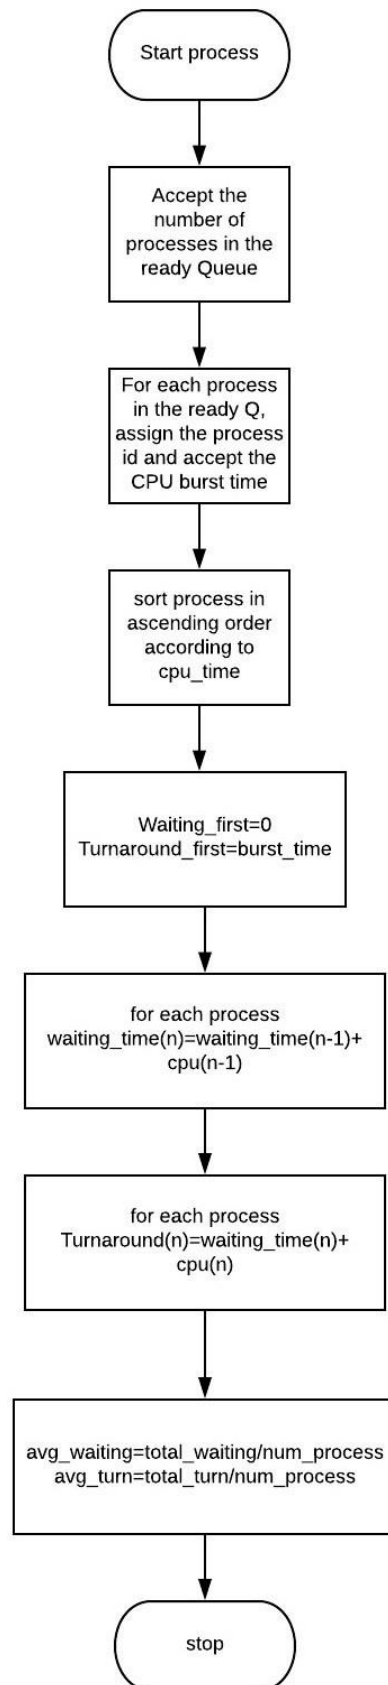 Start process
Accept the
number of
processes in the
ready Queue
For each process
in the ready Q,
assign the process
id and accept the
CPU burst time
sort process in
ascending order
according to
cpu_time
Waiting_first=0
Turnaround_first=burst_time
for each process
waiting_time(n)=waiting_time(n-1)+
cpu(n-1)
for each process
Turnaround(n)=waiting_time(n)+
cpu(n)
avg_waiting=total_waiting/num_process
avg_turn=total_turn/num_process
stop